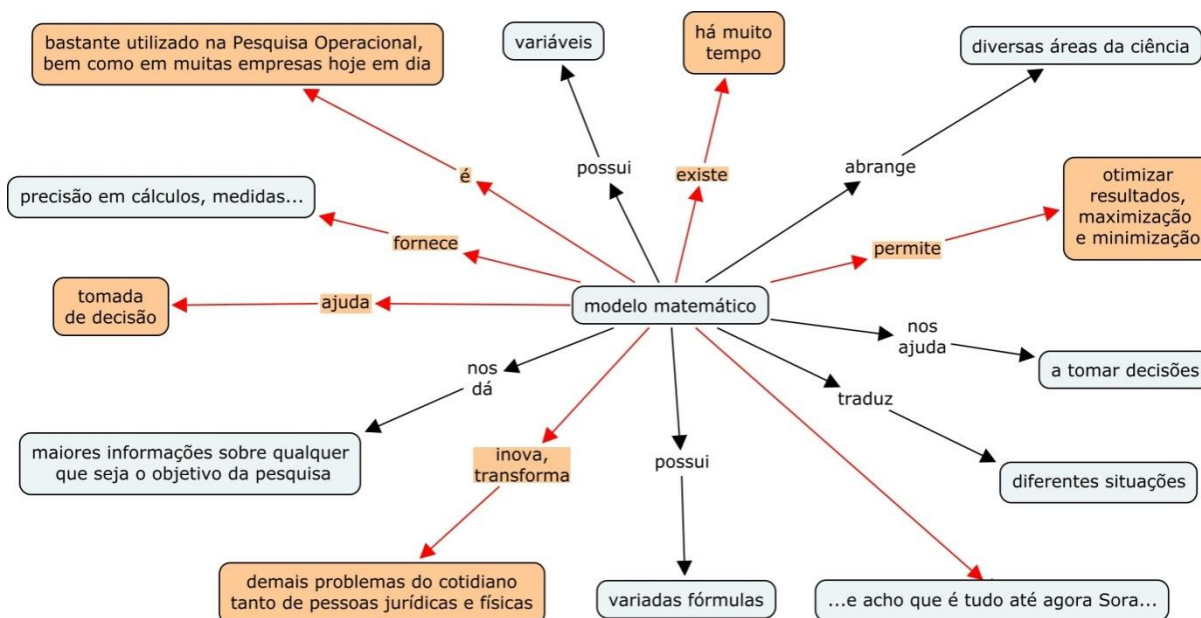 bastante utilizado na Pesquisa Operacional,
bem como em muitas empresas hoje em dia
variáveis
há muito
tempo
diversas áreas da ciência
é
possui
existe
abrange
precisão em cálculos, medidas...
fornece
permite
otimizar
resultados,
maximização
e minimização
tomada
de decisão
ajuda
modelo matemático
nos
ajuda
a tomar decisões
nos
dá
traduz
maiores informações sobre qualquer
que seja o objetivo da pesquisa
inova,
transforma
possui
diferentes situações
demais problemas do cotidiano
tanto de pessoas jurídicas e físicas
variadas fórmulas
...e acho que é tudo até agora Sora...